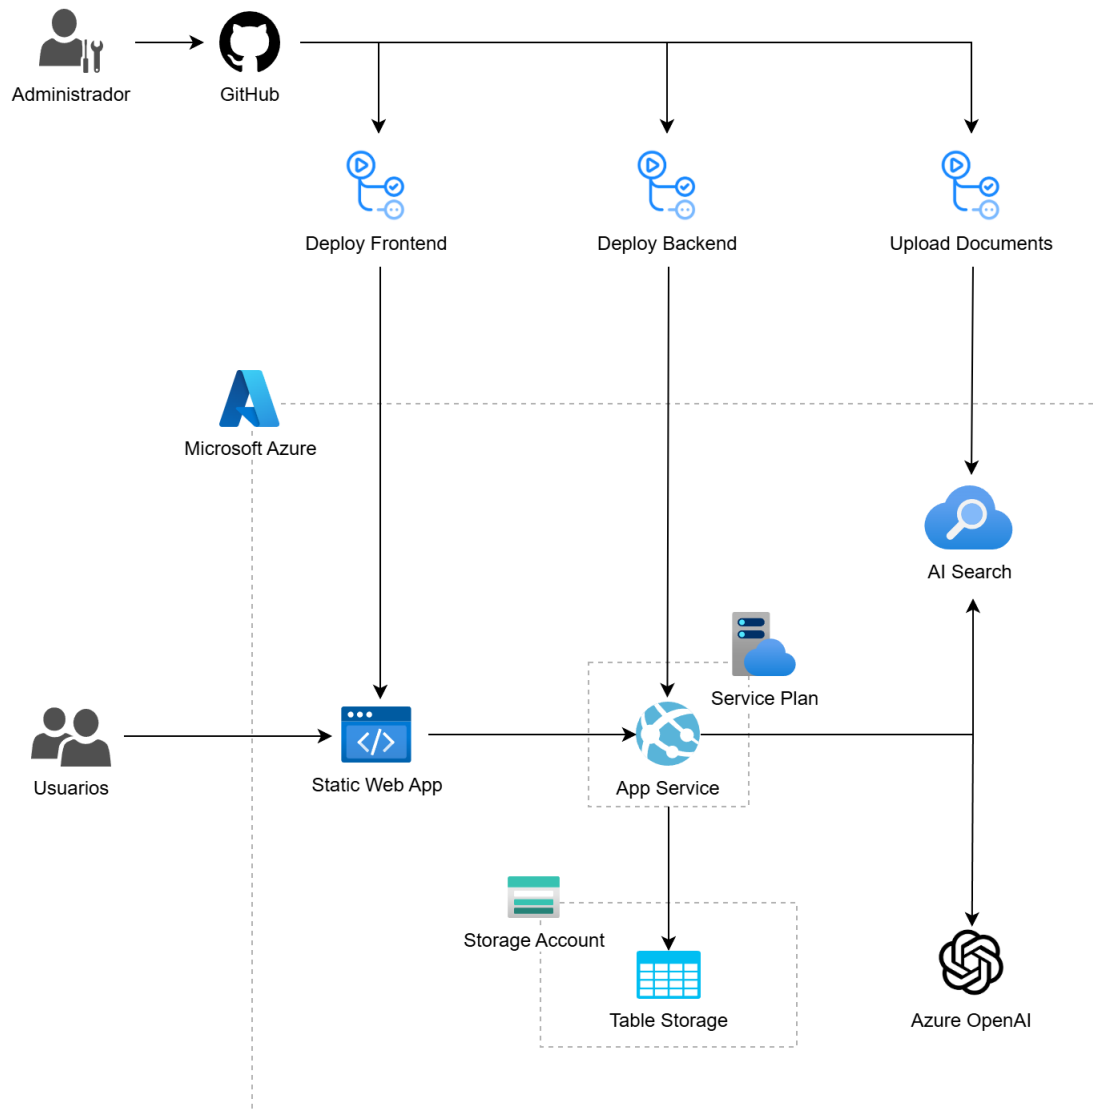 Administrador
GitHub
Deploy Frontend
Deploy Backend
Upload Documents
Microsoft Azure
AI Search
Service Plan
Usuarios
Static Web App
App Service
Storage Account
Table Storage
Azure OpenAI